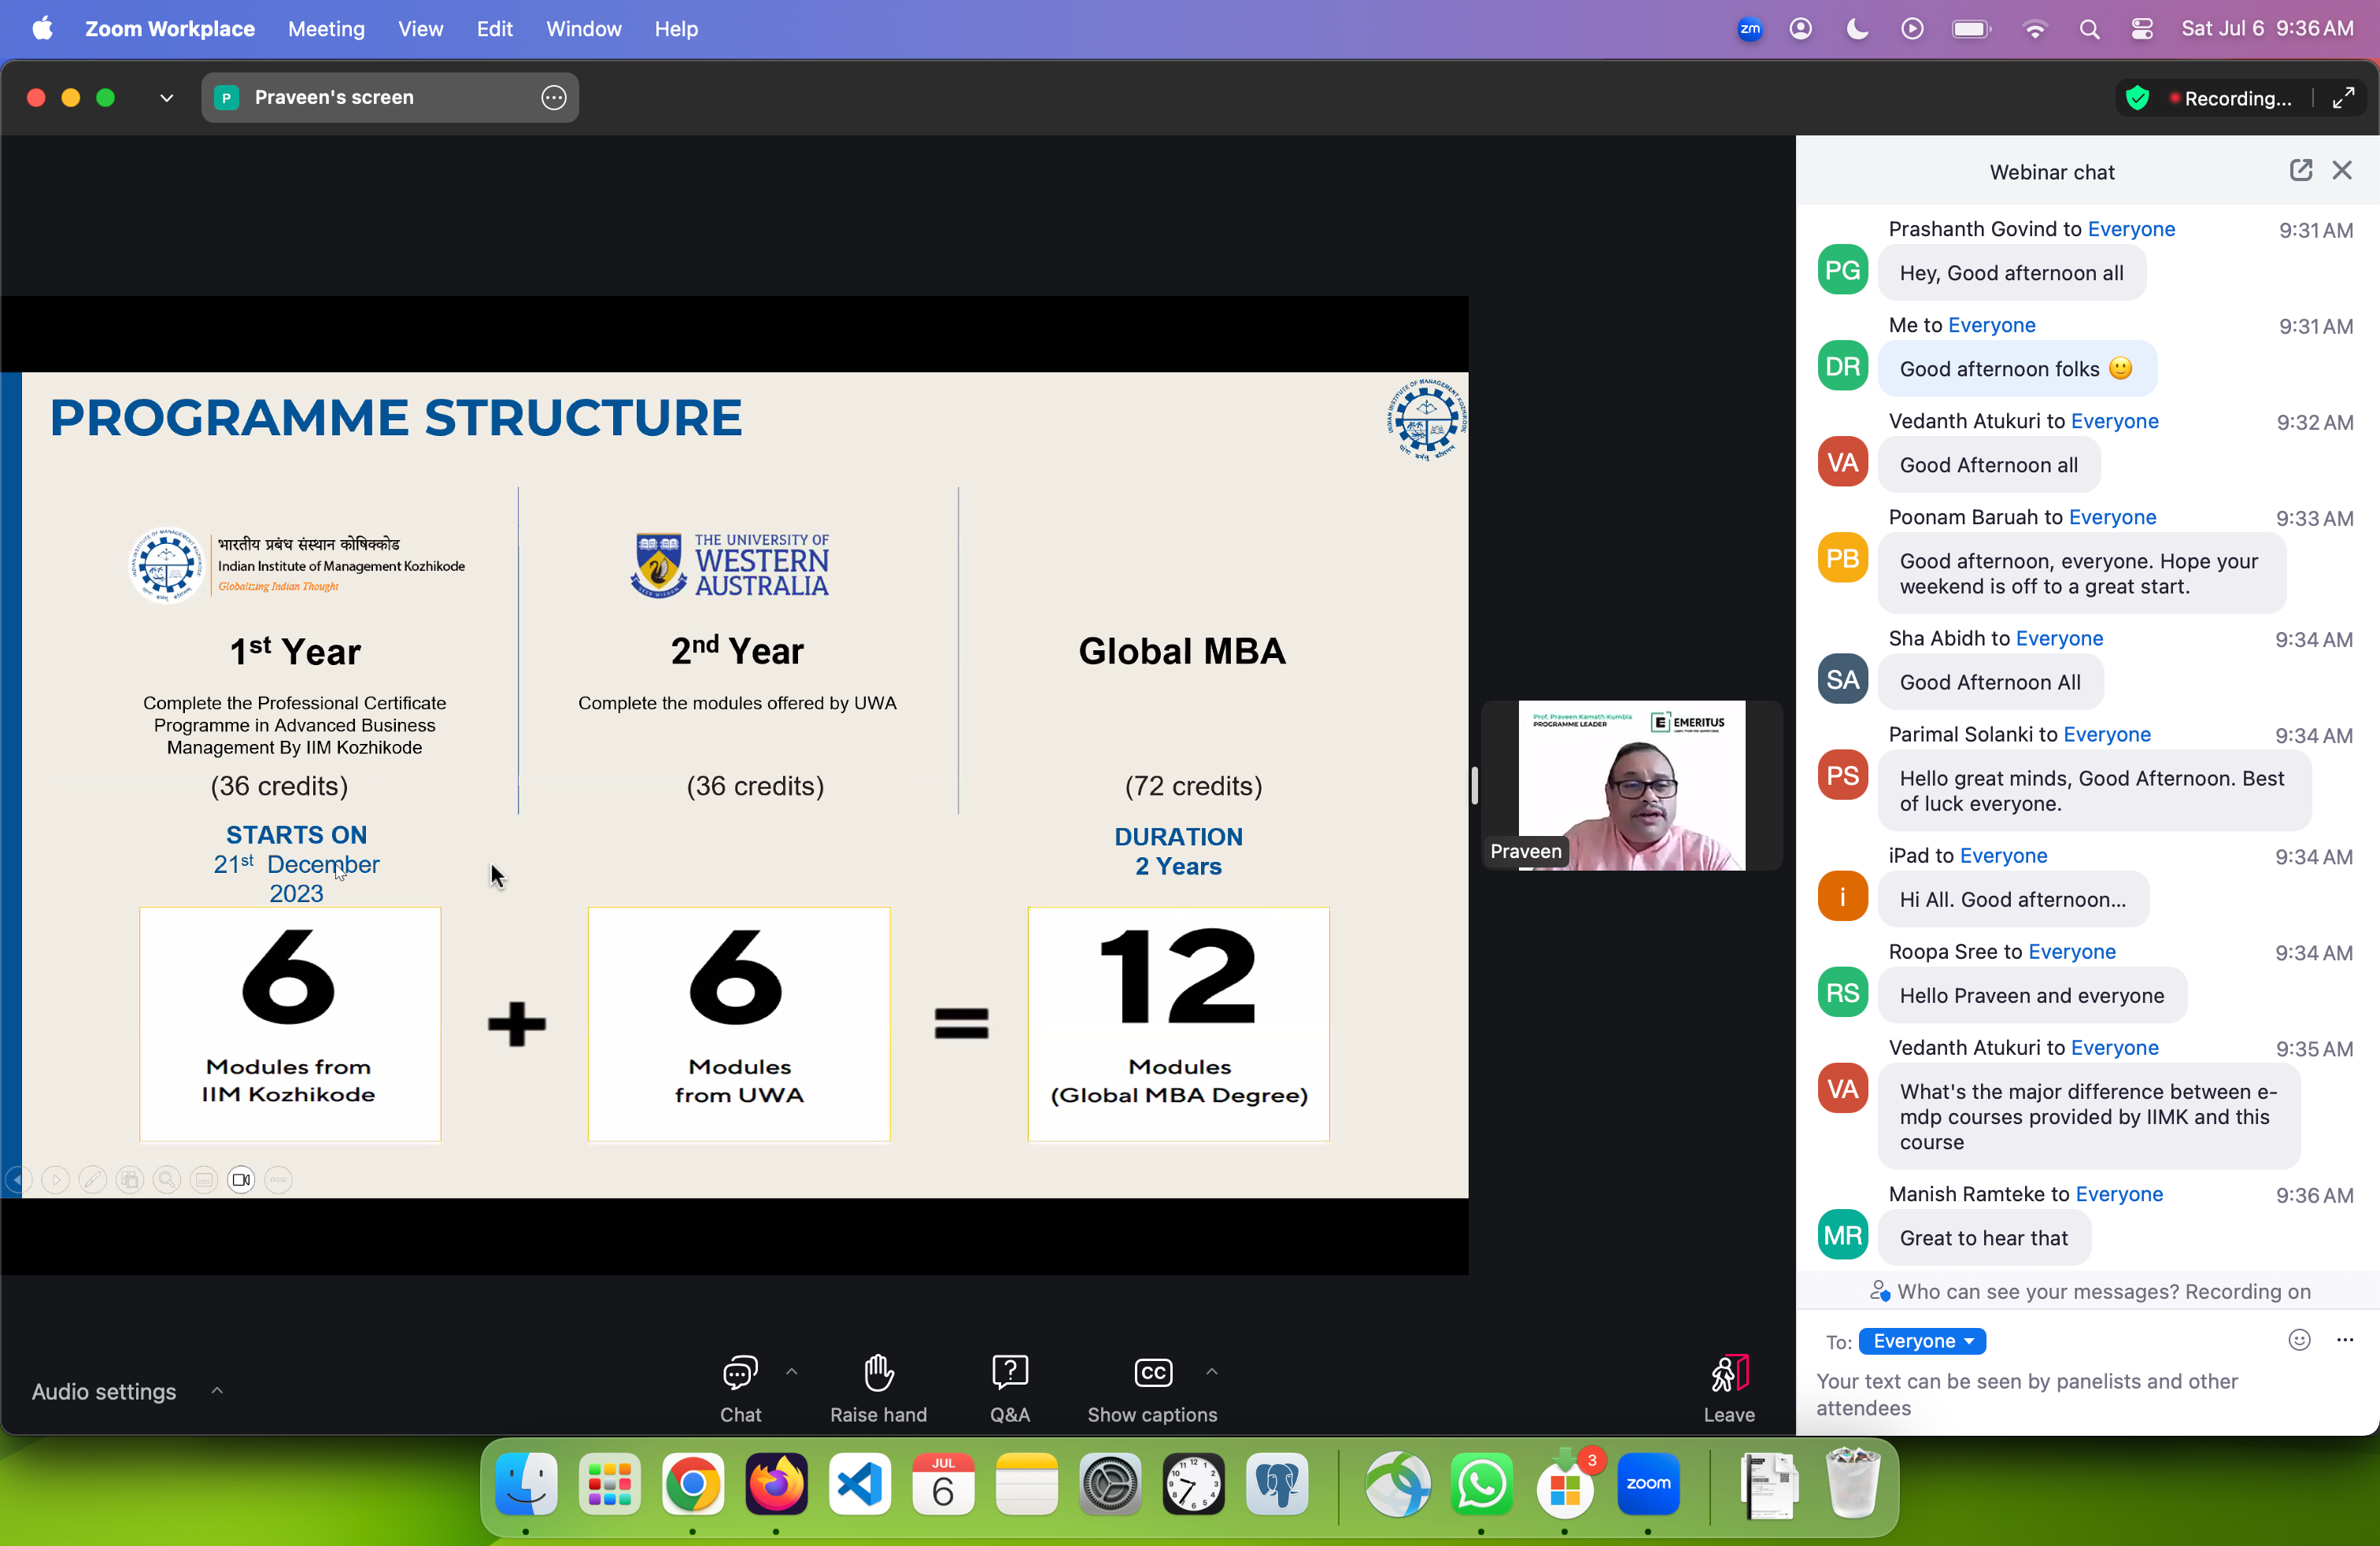 Zoom Workplace Meeting View Edit Window Help
zm
Sat Jul 6 9:36 AM
P Praveen's screen
Recording...
PROGRAMME STRUCTURE
INDIAN INSTITUTE OF MANAGEMENT KOZHIKODE
भारतीय प्रबंध संस्थान कोषिक्कोड
Indian Institute of Management Kozhikode
Globalizing Indian Thought
1st Year
Complete the Professional Certificate
Programme in Advanced Business
Management By IIM Kozhikode
(36 credits)
STARTS ON
21st December
2023
6
Modules from
IIM Kozhikode
+
THE UNIVERSITY OF
WESTERN
AUSTRALIA
SEEK WISDOM
2nd Year
Complete the modules offered by UWA
(36 credits)
6
Modules
from UWA
=
Global MBA
(72 credits)
DURATION
2 Years
12
Modules
(Global MBA Degree)
Prof. Praveen Kamath Kumbla
PROGRAMME LEADER
E EMERITUS
Praveen
Webinar chat
Prashanth Govind to Everyone 9:31 AM
PG
Hey, Good afternoon all
Me to Everyone 9:31 AM
DR
Good afternoon folks 🙂
Vedanth Atukuri to Everyone 9:32 AM
VA
Good Afternoon all
Poonam Baruah to Everyone 9:33 AM
PB
Good afternoon, everyone. Hope your
weekend is off to a great start.
Sha Abidh to Everyone 9:34 AM
SA
Good Afternoon All
Parimal Solanki to Everyone 9:34 AM
PS
Hello great minds, Good Afternoon. Best
of luck everyone.
iPad to Everyone 9:34 AM
i
Hi All. Good afternoon...
Roopa Sree to Everyone 9:34 AM
RS
Hello Praveen and everyone
Vedanth Atukuri to Everyone 9:35 AM
VA
What's the major difference between e-
mdp courses provided by IIMK and this
course
Manish Ramteke to Everyone 9:36 AM
MR
Great to hear that
Who can see your messages? Recording on
To: Everyone
Your text can be seen by panelists and other
attendees
Audio settings
Chat
Raise hand
Q&A
CC
Show captions
Leave
JUL
6
3
zoom